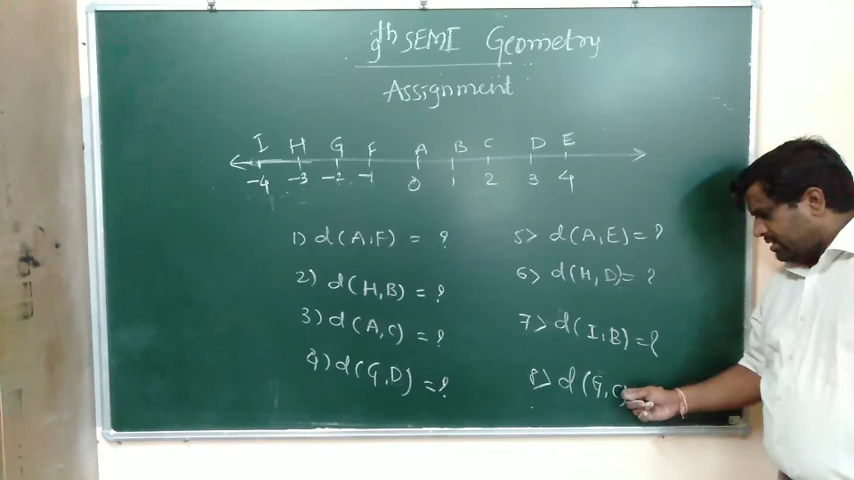 9th SEMI Geometry
Assignment
I H G F A B C D E
-4 -3 -2 -1 0 1 2 3 4
1) d(A,F) = ?
2) d(H,B) = ?
3) d(A,C) = ?
4) d(G,D) = ?
5> d(A,E) = ?
6> d(H,D) = ?
7> d(I,B) = ?
8> d(G,C)